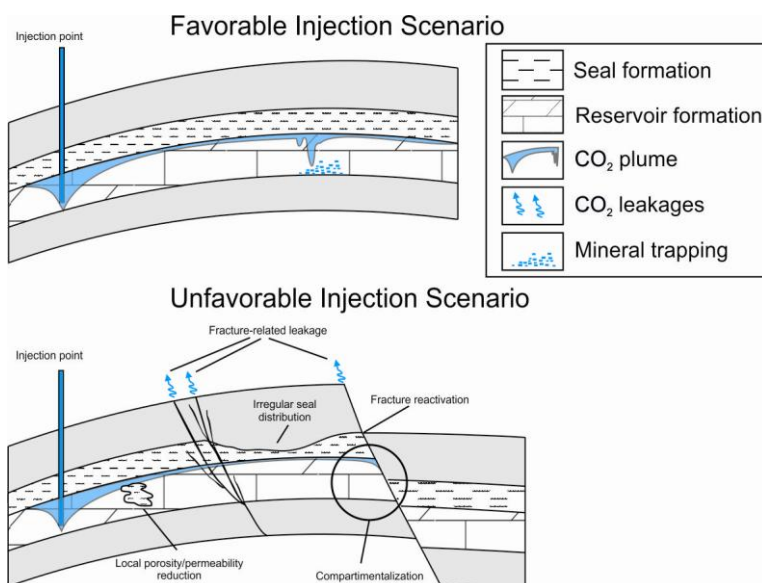 Favorable Injection Scenario
Injection point
Seal formation
Reservoir formation
CO₂ plume
CO₂ leakages
Mineral trapping
Unfavorable Injection Scenario
Fracture-related leakage
Injection point
Irregular seal
distribution
Fracture reactivation
Local porosity/permeability
reduction
Compartimentalization